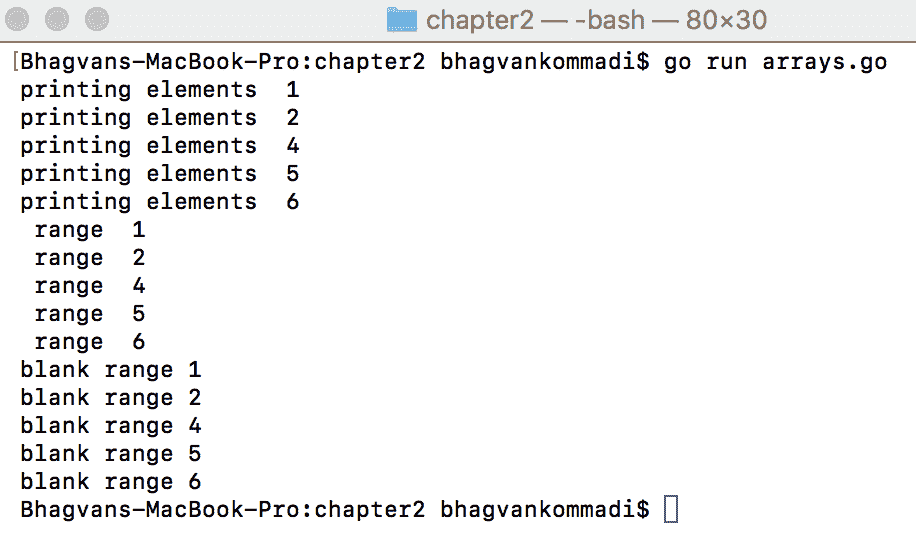 chapter2 — -bash — 80×30
[Bhagvans-MacBook-Pro:chapter2 bhagvankommadi$ go run arrays.go
printing elements  1
printing elements  2
printing elements  4
printing elements  5
printing elements  6
 range  1
 range  2
 range  4
 range  5
 range  6
blank range 1
blank range 2
blank range 4
blank range 5
blank range 6
Bhagvans-MacBook-Pro:chapter2 bhagvankommadi$